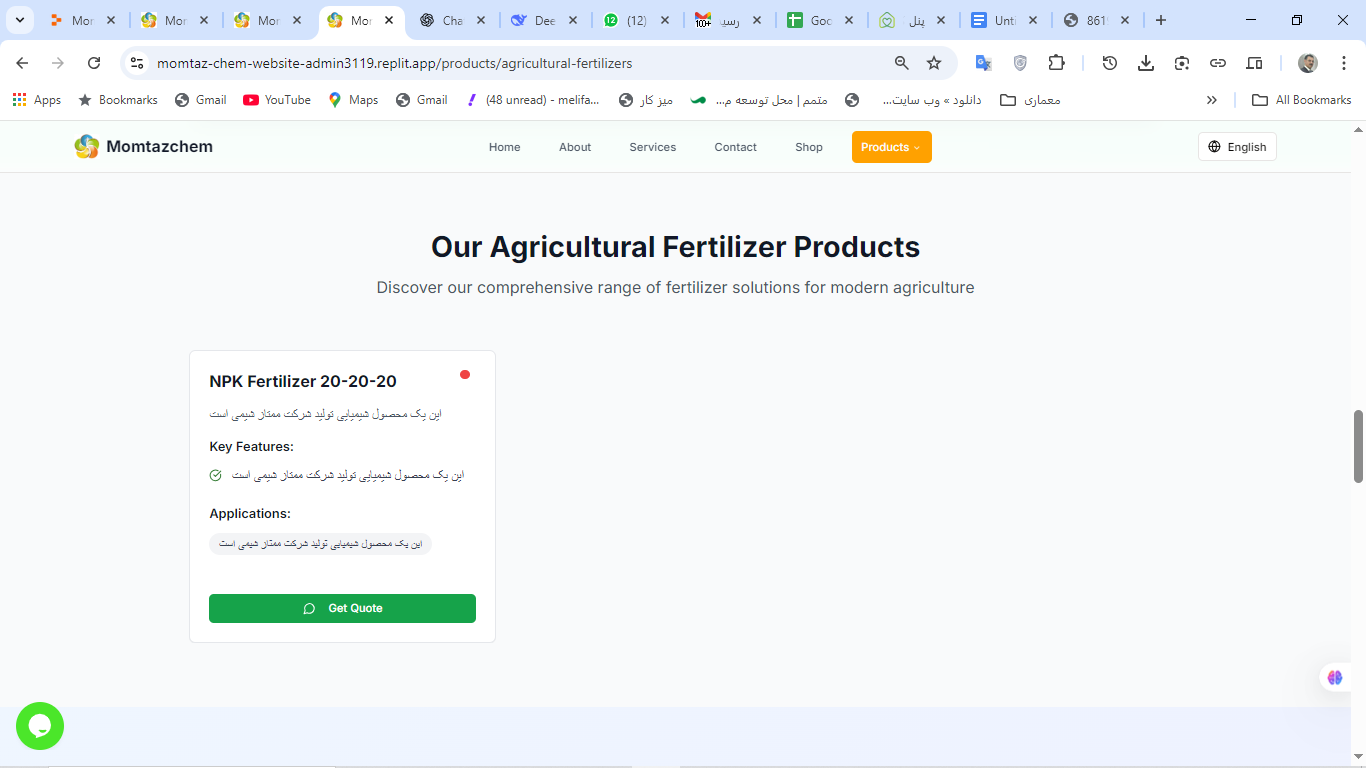 Mor
Mor
Mor
Mor
Cha
Dee
(12)
100+
رسی
Goo
پنل
Unti
861
momtaz-chem-website-admin3119.replit.app/products/agricultural-fertilizers
Apps
Bookmarks
Gmail
YouTube
Maps
Gmail
(48 unread) - melifa...
میز کار
متمم | محل توسعه م...
دانلود » وب سایت...
معماری
All Bookmarks
Momtazchem
Home
About
Services
Contact
Shop
Products
English
Our Agricultural Fertilizer Products
Discover our comprehensive range of fertilizer solutions for modern agriculture
NPK Fertilizer 20-20-20
این یک محصول شیمیایی تولید شرکت ممتاز شیمی است
Key Features:
این یک محصول شیمیایی تولید شرکت ممتاز شیمی است
Applications:
این یک محصول شیمیایی تولید شرکت ممتاز شیمی است
Get Quote